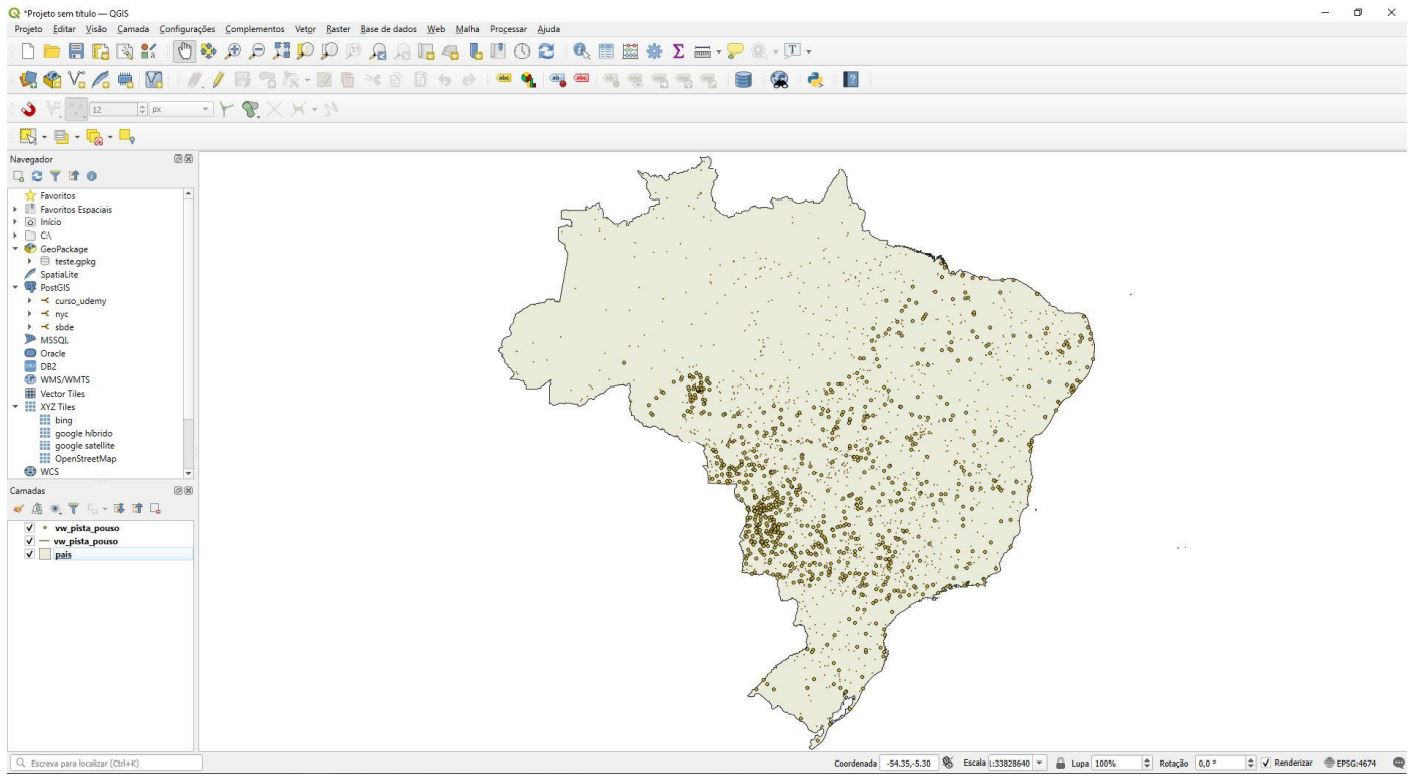 *Projeto sem título — QGIS
Projeto Editar Visão Camada Configurações Complementos Vetor Raster Base de dados Web Malha Processar Ajuda
12 px
Navegador
Favoritos
Favoritos Espaciais
Início
C:\
GeoPackage
teste.gpkg
SpatiaLite
PostGIS
curso_udemy
nyc
sbde
MSSQL
Oracle
DB2
WMS/WMTS
Vector Tiles
XYZ Tiles
bing
google híbrido
google satellite
OpenStreetMap
WCS
Camadas
vw_pista_pouso
vw_pista_pouso
pais
Escreva para localizar (Ctrl+K) Coordenada -54.35,-5.30 Escala 1:33828640 Lupa 100% Rotação 0,0 ° Renderizar EPSG:4674